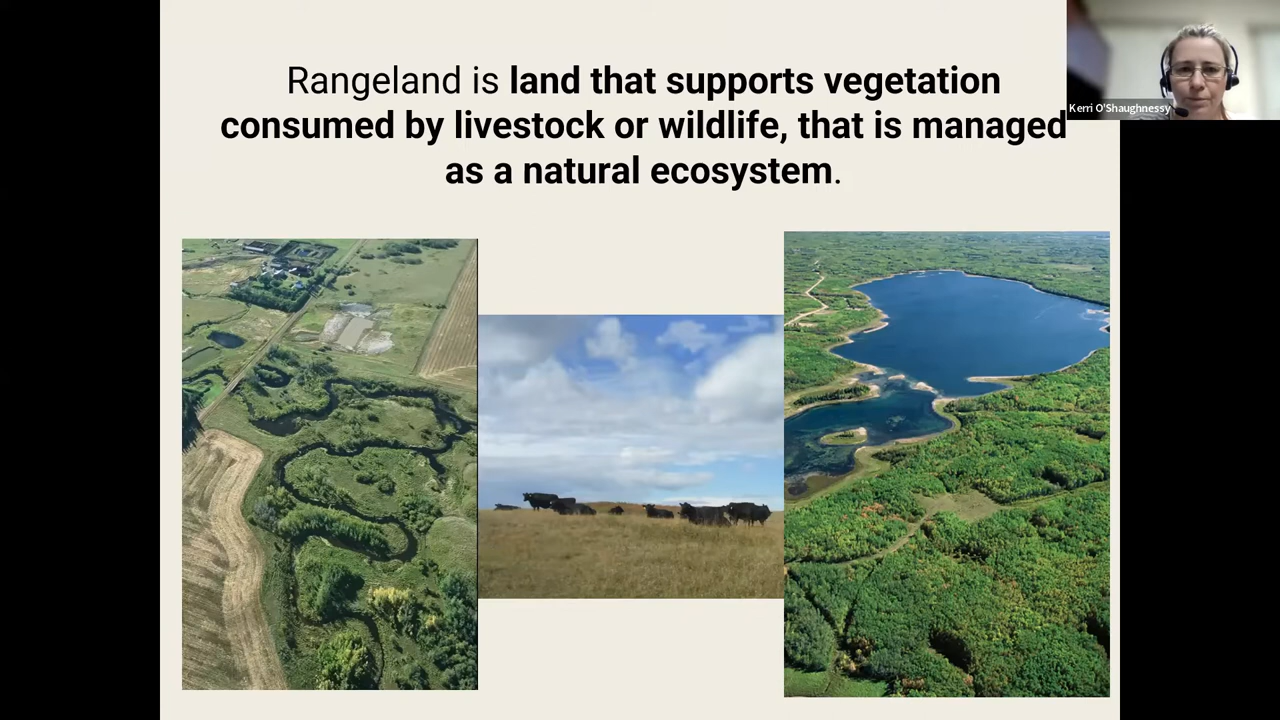 Rangeland is land that supports vegetation
consumed by livestock or wildlife, that is managed
as a natural ecosystem.
Kerri O'Shaughnessy